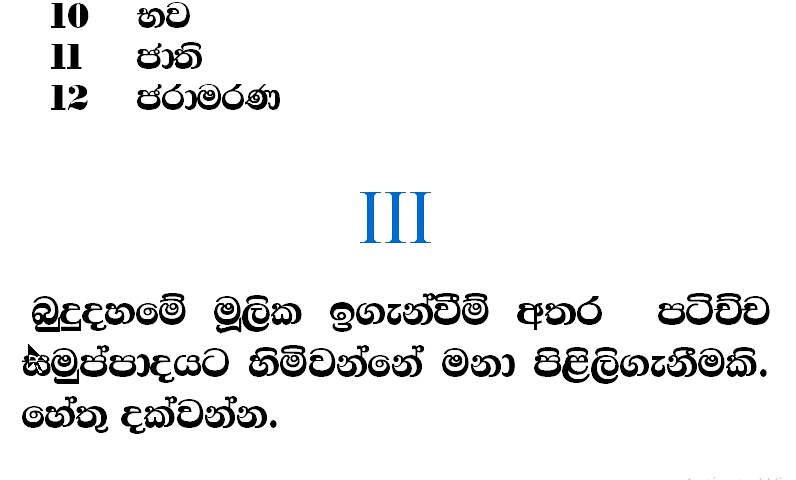 10 භව
11 ජාති
12 ජරාමරණ
III
බුදුදහමේ මූලික ඉගැන්වීම් අතර පටිච්ච
සමුප්පාදයට හිමිවන්නේ මනා පිළිලිගැනීමකි.
හේතු දක්වන්න.